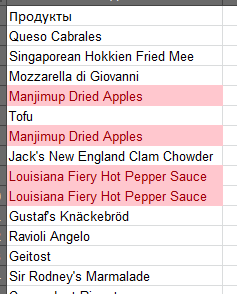 Продукты
Queso Cabrales
Singaporean Hokkien Fried Mee
Mozzarella di Giovanni
Manjimup Dried Apples
Tofu
Manjimup Dried Apples
Jack's New England Clam Chowder
Louisiana Fiery Hot Pepper Sauce
Louisiana Fiery Hot Pepper Sauce
Gustaf's Knäckebröd
Ravioli Angelo
Geitost
Sir Rodney's Marmalade